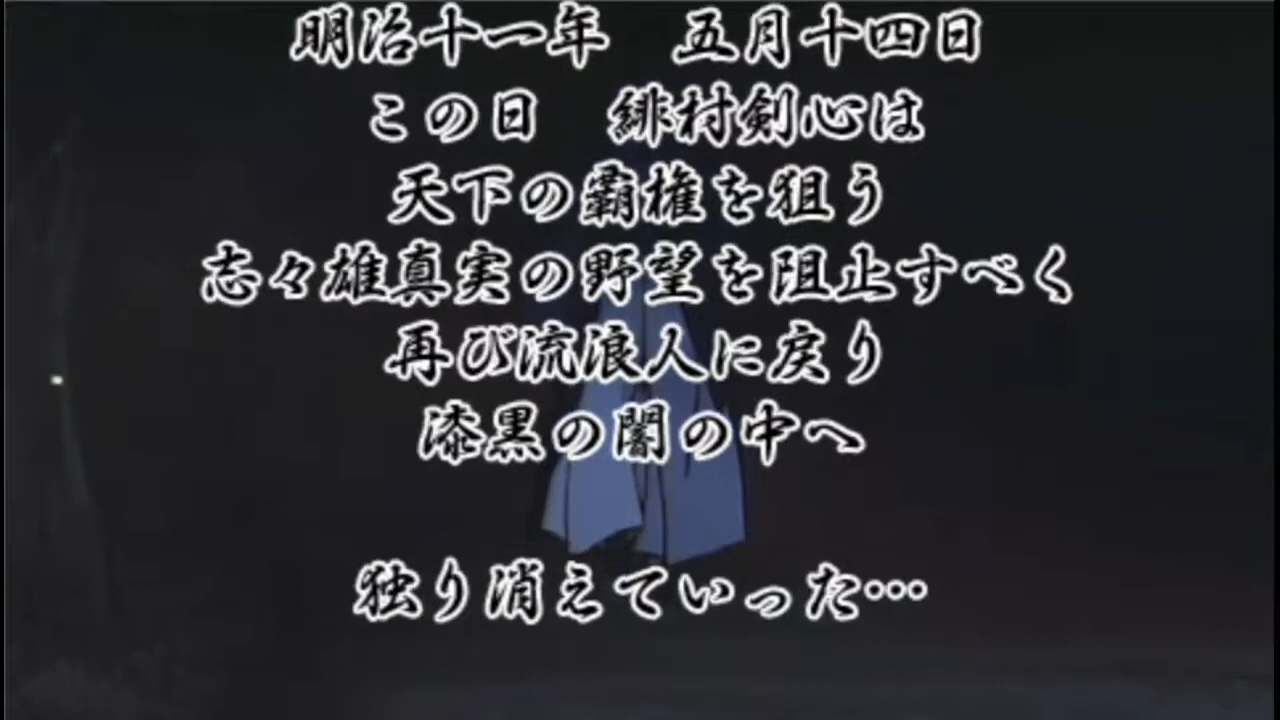 明治十一年　五月十四日
この日　緋村剣心は
天下の覇権を狙う
志々雄真実の野望を阻止すべく
再び流浪人に戻り
漆黒の闇の中へ
独り消えていった…